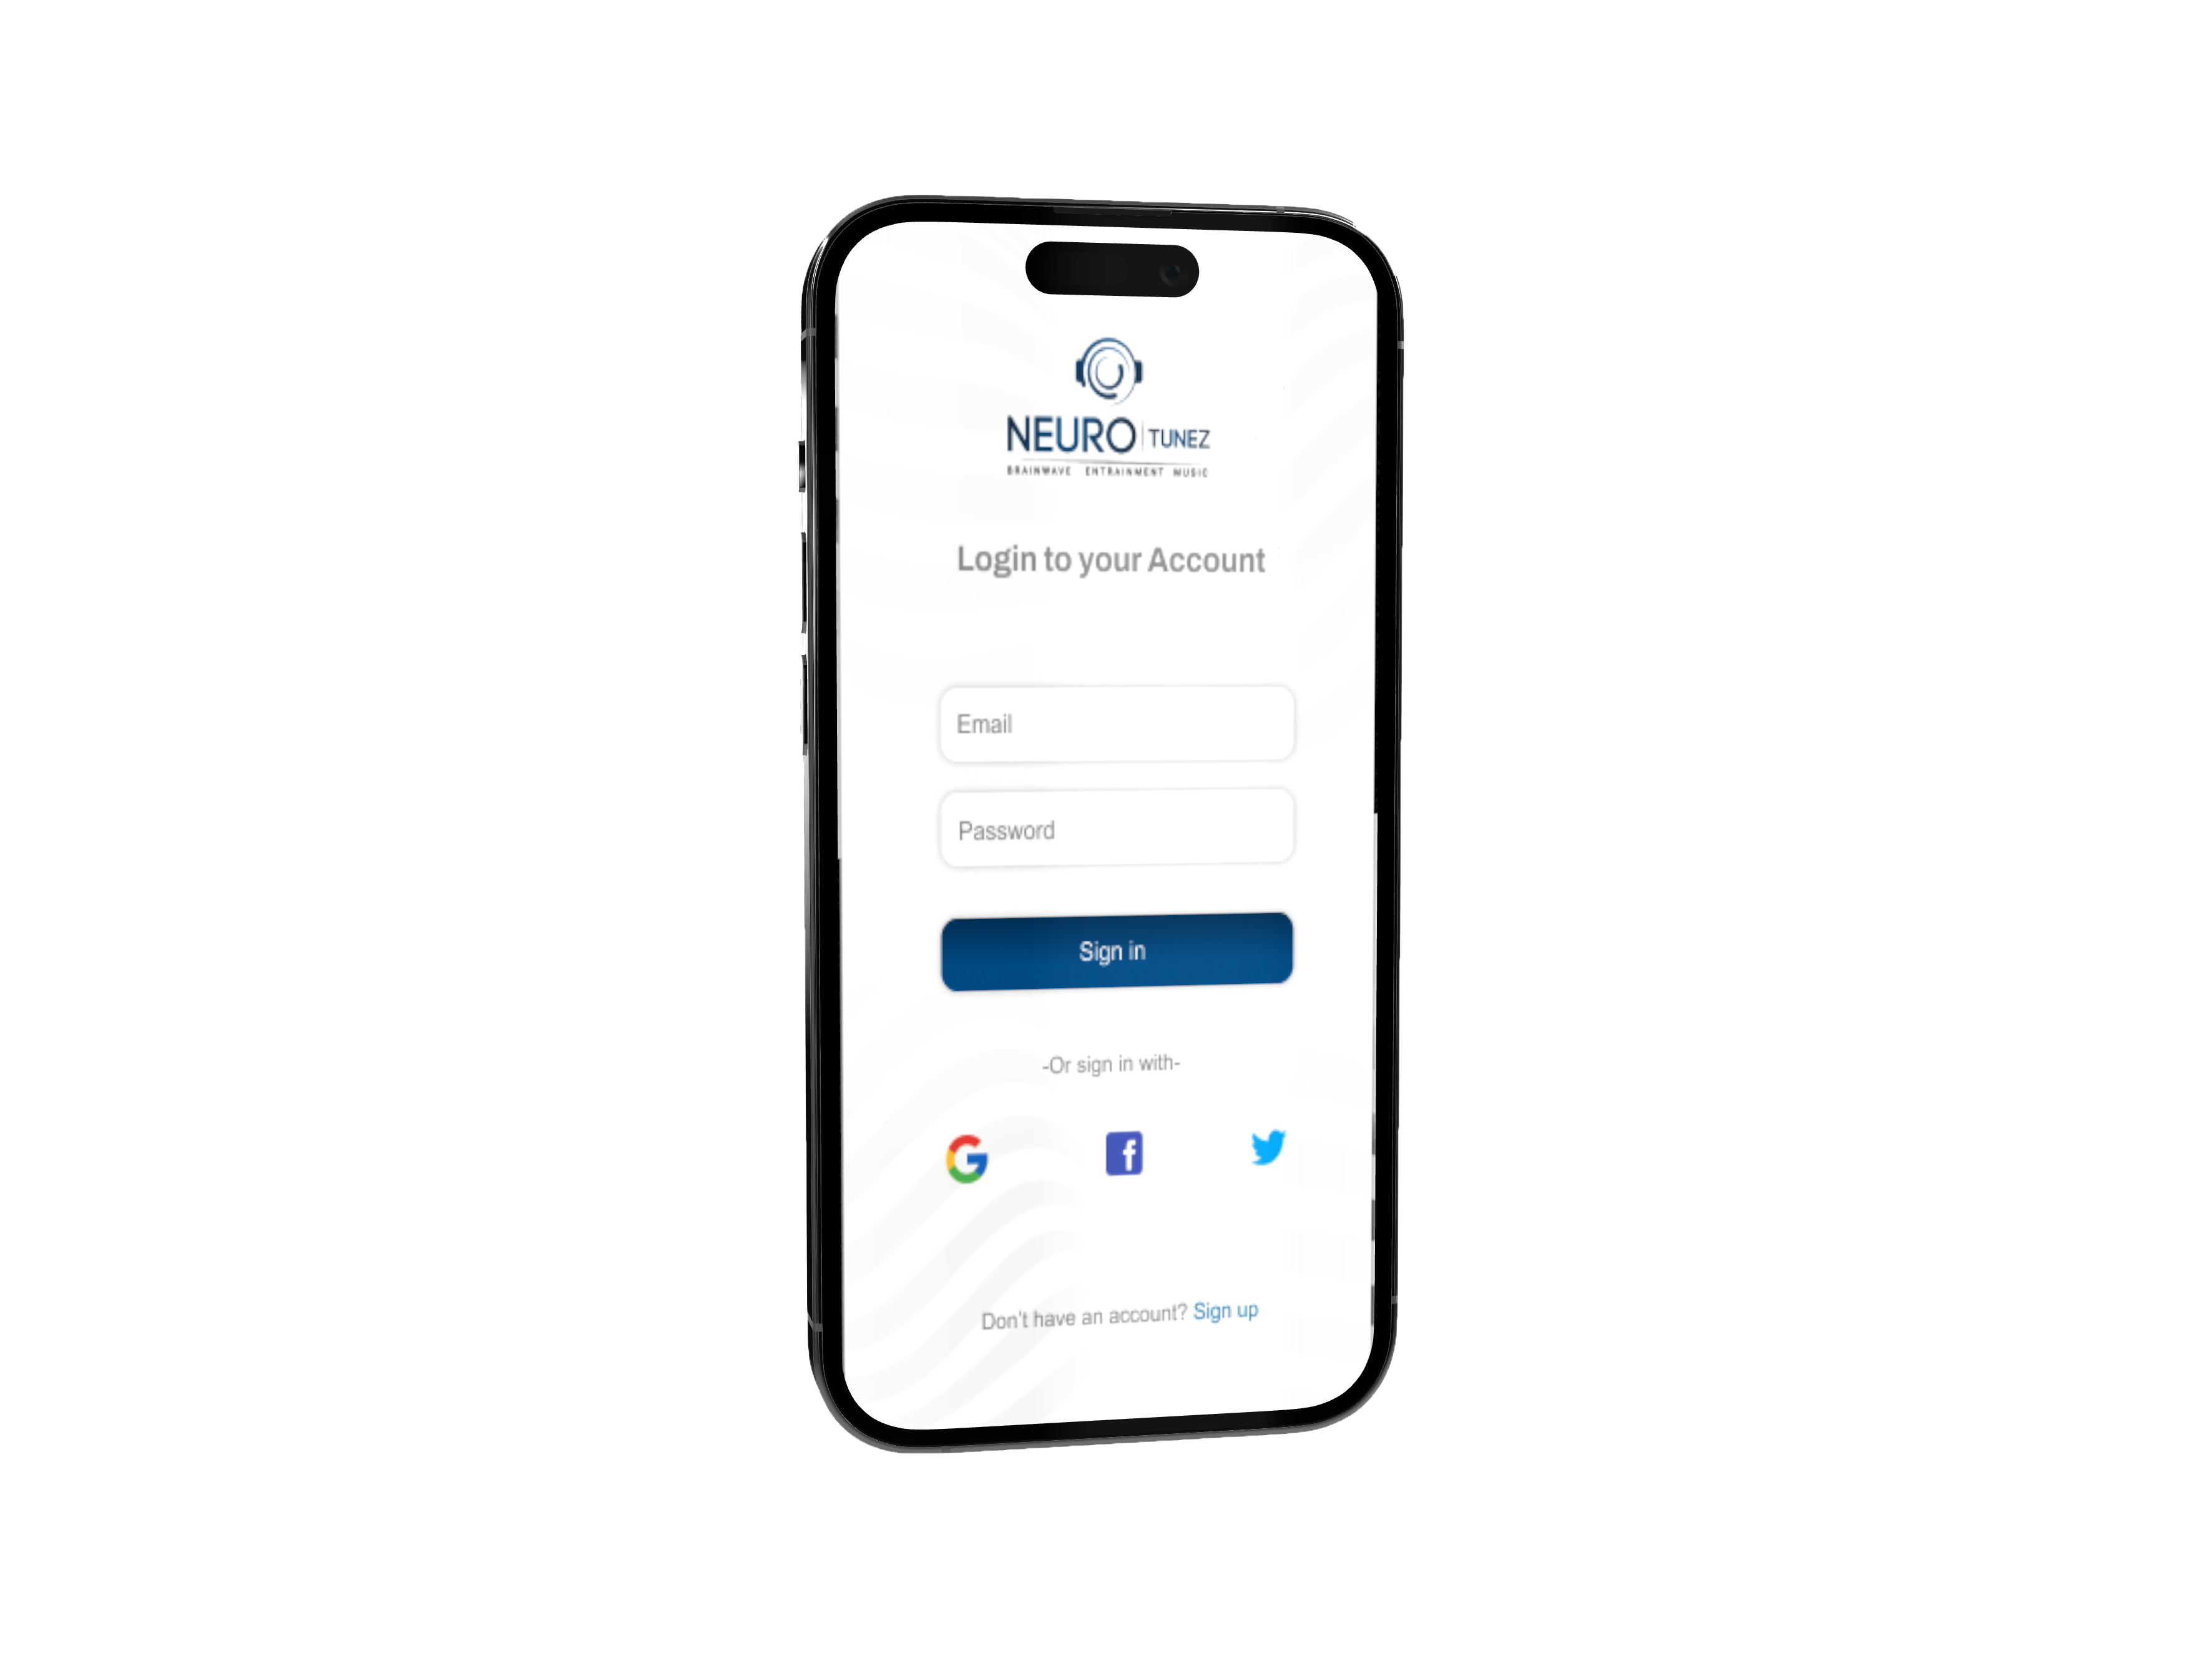 NEURO | TUNEZ
BRAINWAVE ENTRAINMENT MUSIC
Login to your Account
Email
Password
Sign in
-Or sign in with-
Don't have an account? Sign up